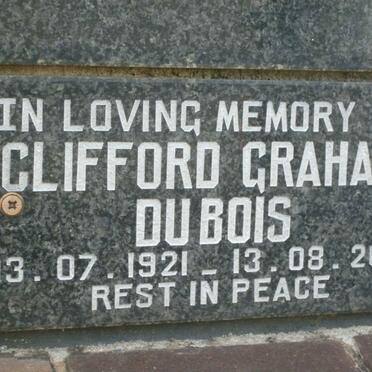 IN LOVING MEMORY
CLIFFORD GRAHA
DU BOIS
3.07.1921 - 13.08.20
REST IN PEACE